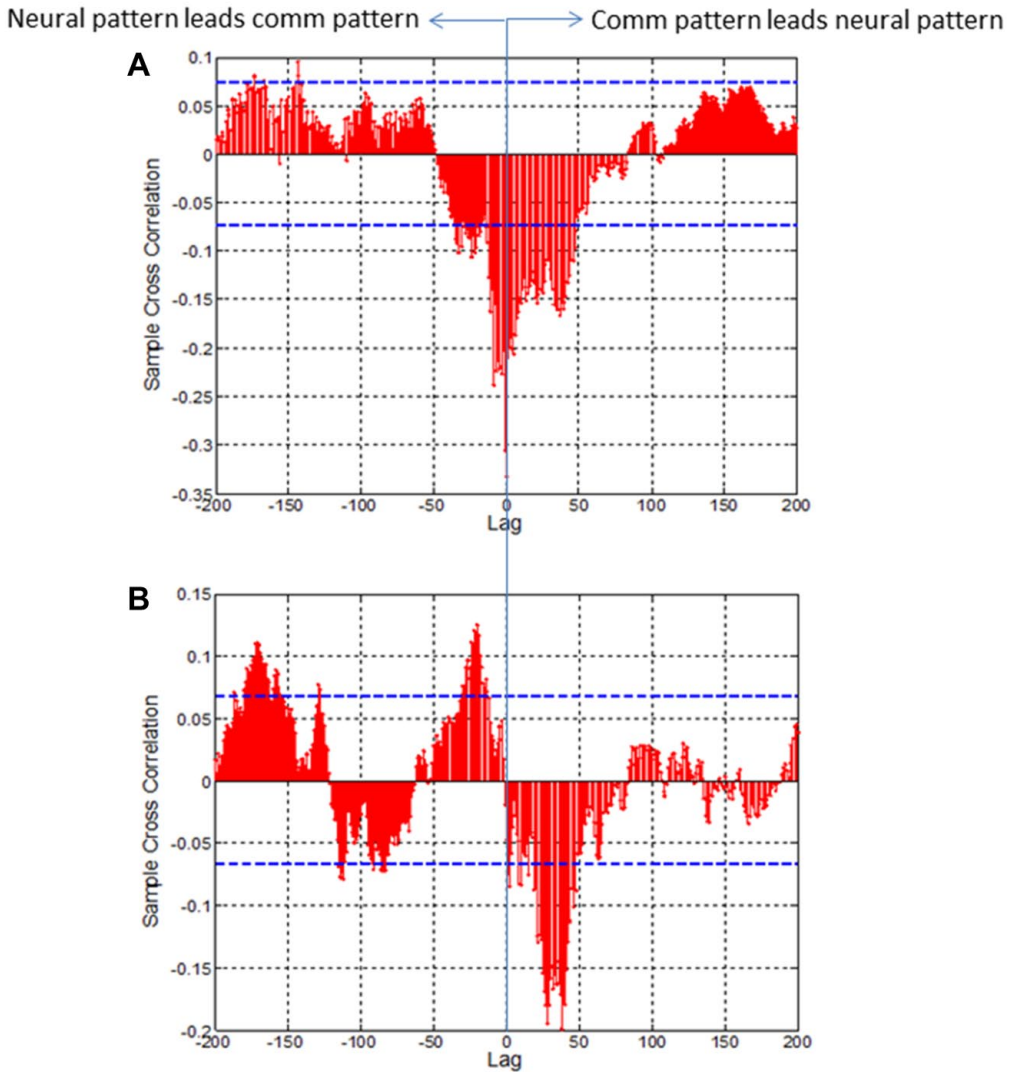 Neural pattern leads comm pattern
Comm pattern leads neural pattern
A
Sample Cross Correlation
0.1
0.05
0
-0.05
-0.1
-0.15
-0.2
-0.25
-0.3
-0.35
-200 -150 -100 -50 0 50 100 150 200
Lag
B
Sample Cross Correlation
0.15
0.1
0.05
0
-0.05
-0.1
-0.15
-0.2
-200 -150 -100 -50 0 50 100 150 200
Lag